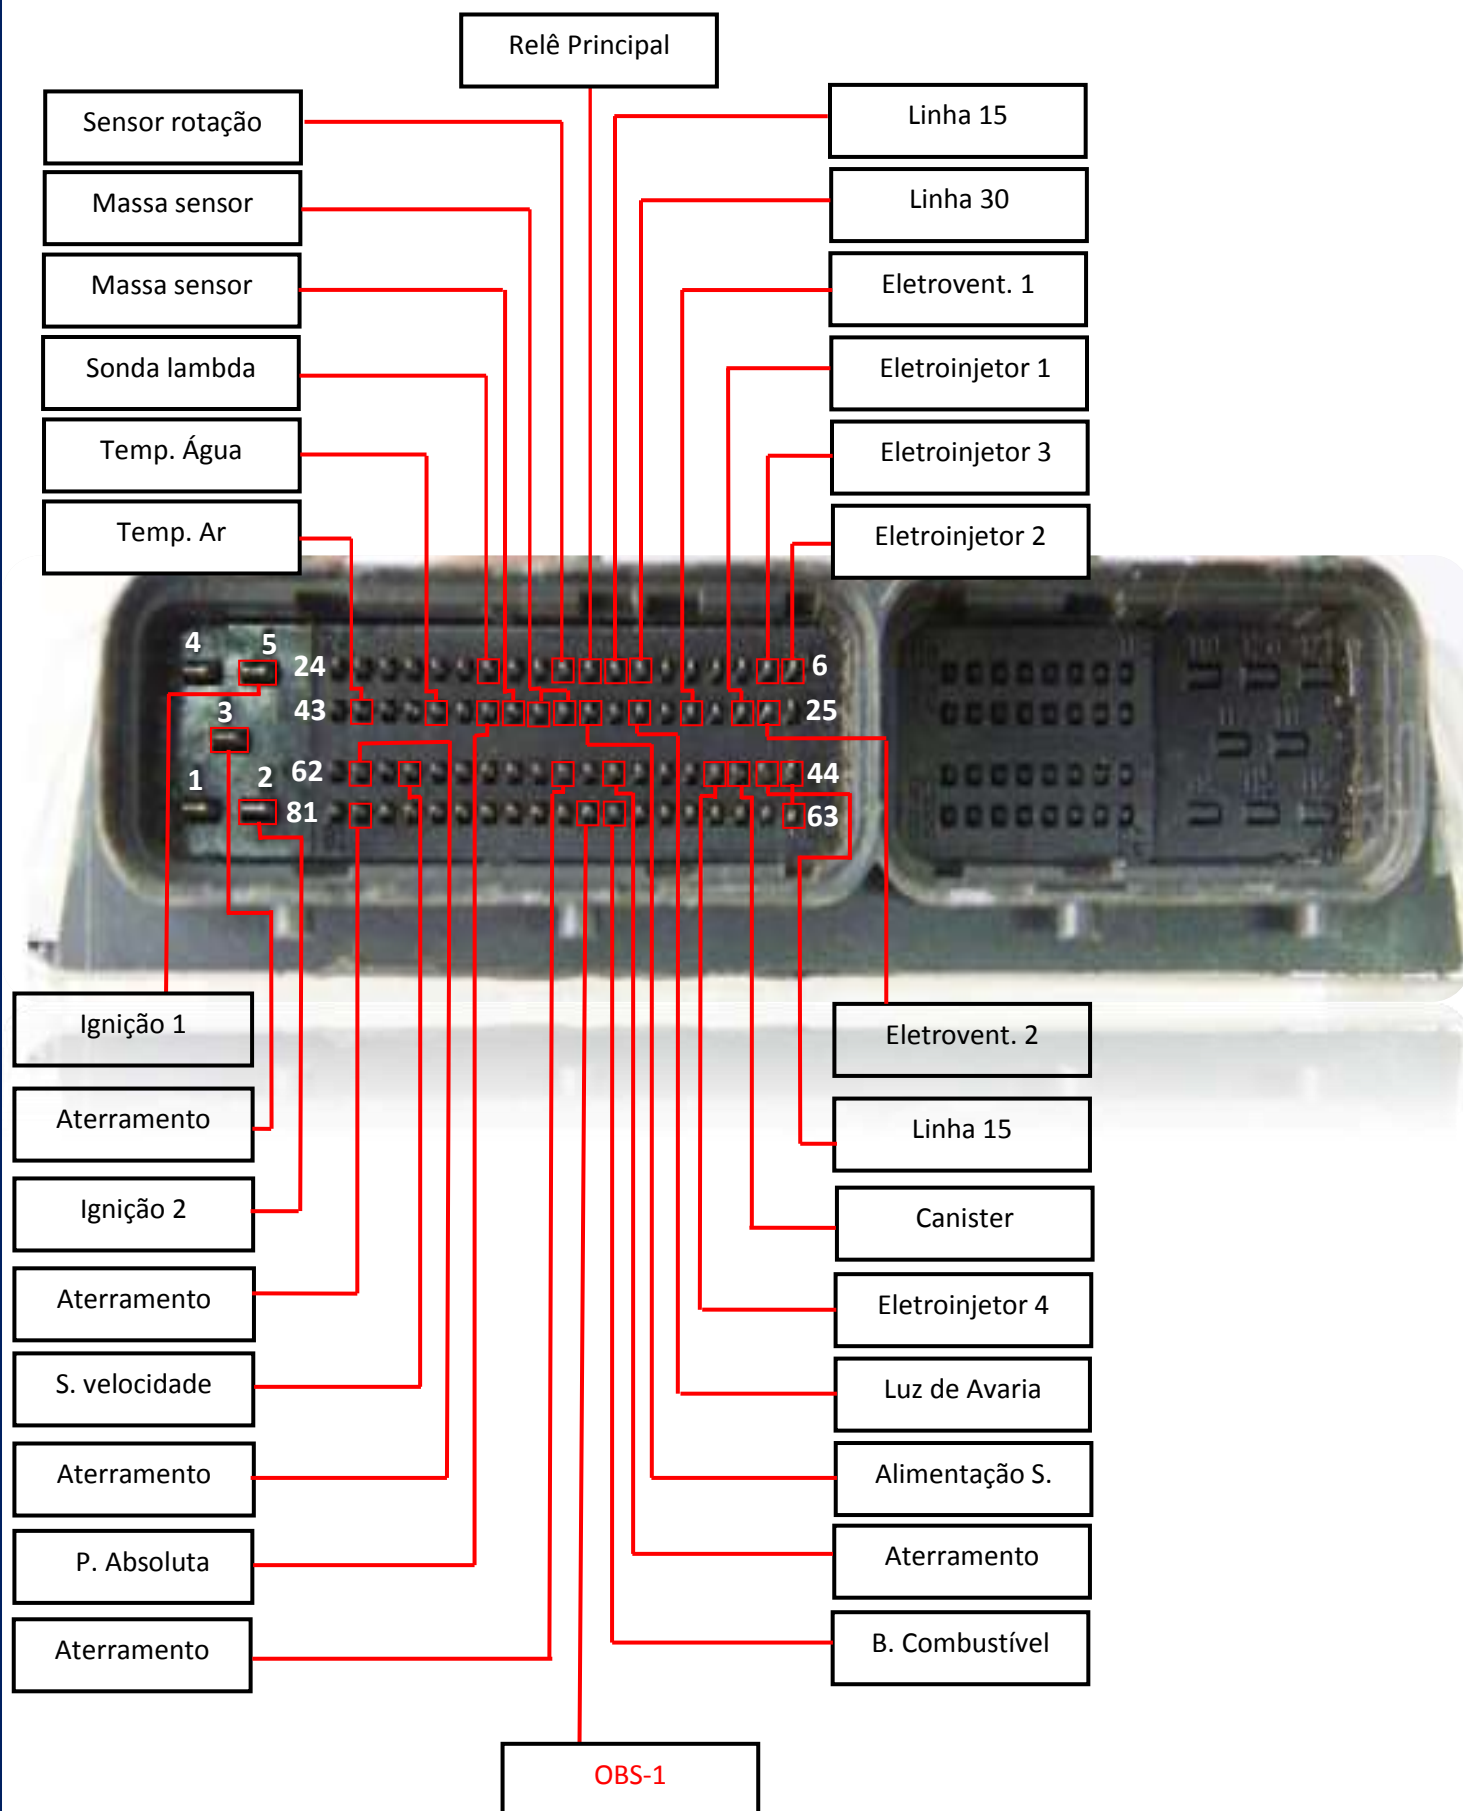 Relê Principal
Sensor rotação
Massa sensor
Massa sensor
Sonda lambda
Temp. Água
Temp. Ar
Linha 15
Linha 30
Eletrovent. 1
Eletroinjetor 1
Eletroinjetor 3
Eletroinjetor 2
4 5 24 6
3 43 25
1 2 62 44
81 63
Ignição 1
Aterramento
Ignição 2
Aterramento
S. velocidade
Aterramento
P. Absoluta
Aterramento
Eletrovent. 2
Linha 15
Canister
Eletroinjetor 4
Luz de Avaria
Alimentação S.
Aterramento
B. Combustível
OBS-1